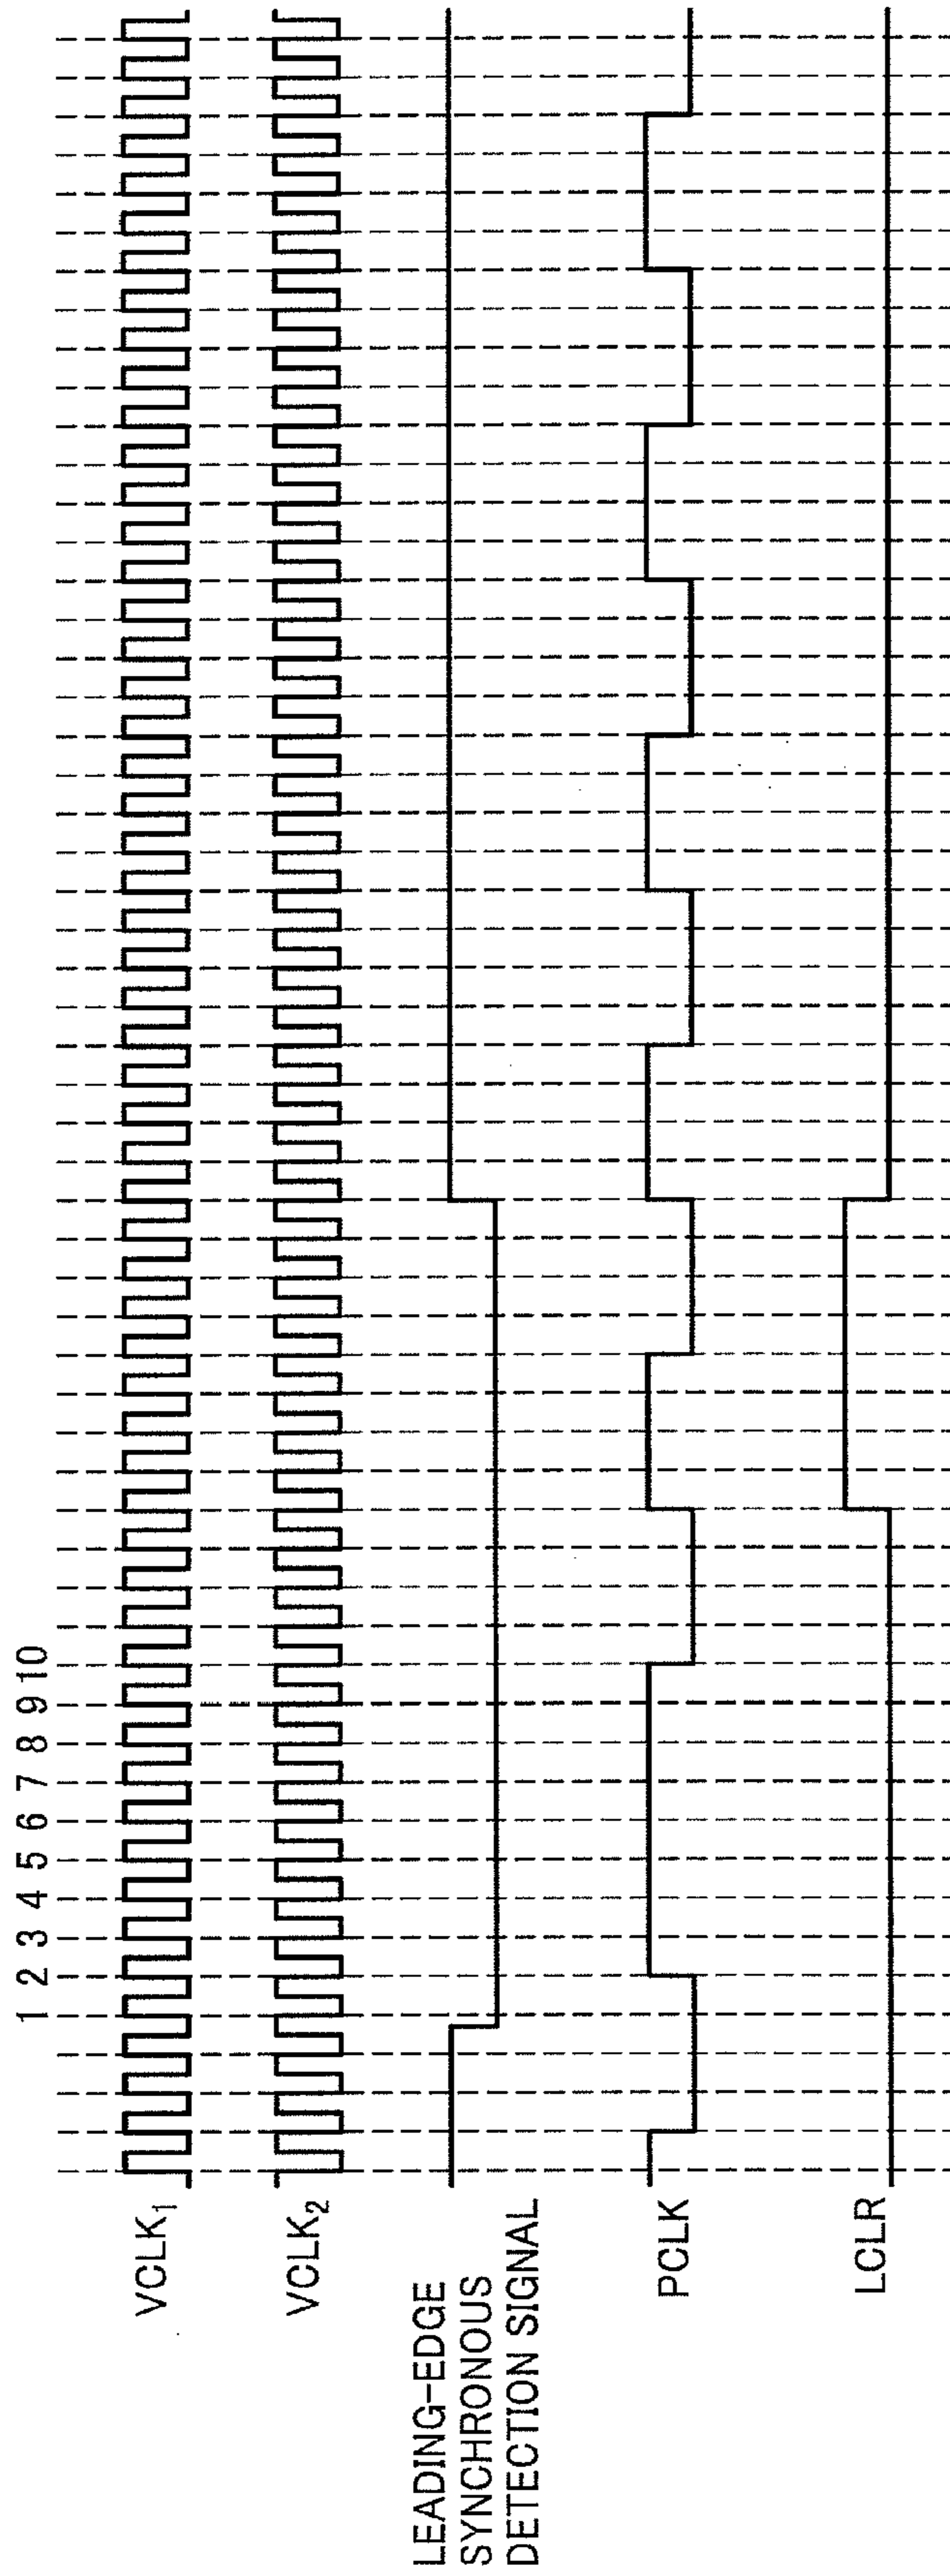 1 2 3 4 5 6 7 8 9 10
VCLK1
VCLK2
LEADING-EDGE
SYNCHRONOUS
DETECTION SIGNAL
PCLK
LCLR